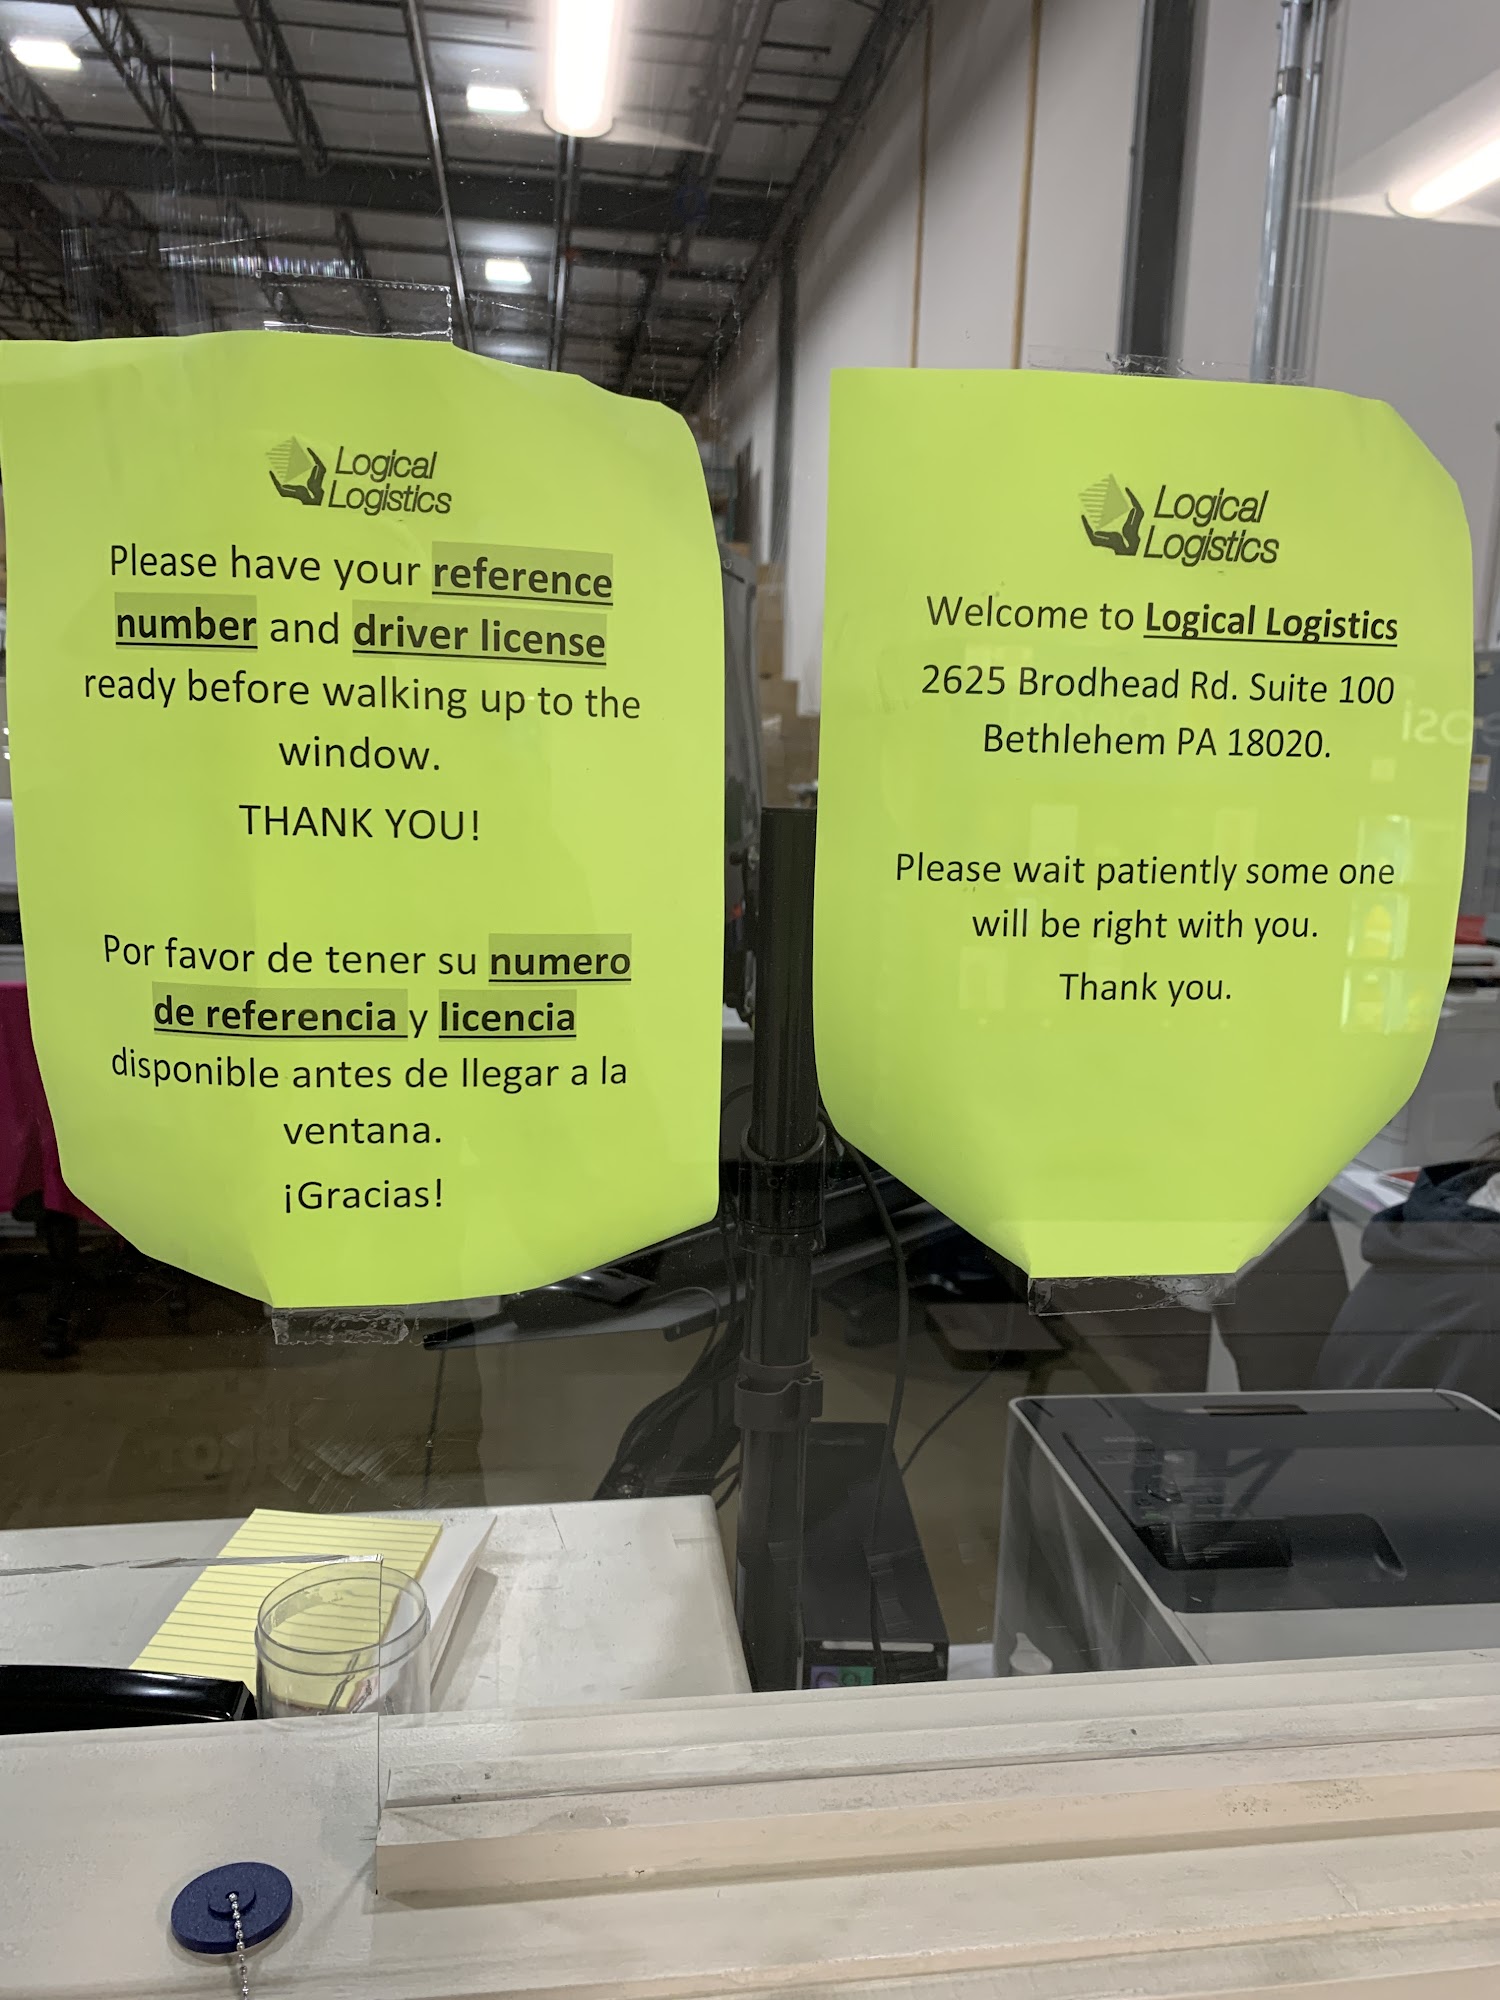 Logical
Logistics
Please have your reference
number and driver license
ready before walking up to the
window.
THANK YOU!
Por favor de tener su numero
de referencia y licencia
disponible antes de llegar a la
ventana.
¡Gracias!
Logical
Logistics
Welcome to Logical Logistics
2625 Brodhead Rd. Suite 100
Bethlehem PA 18020.
Please wait patiently some one
will be right with you.
Thank you.